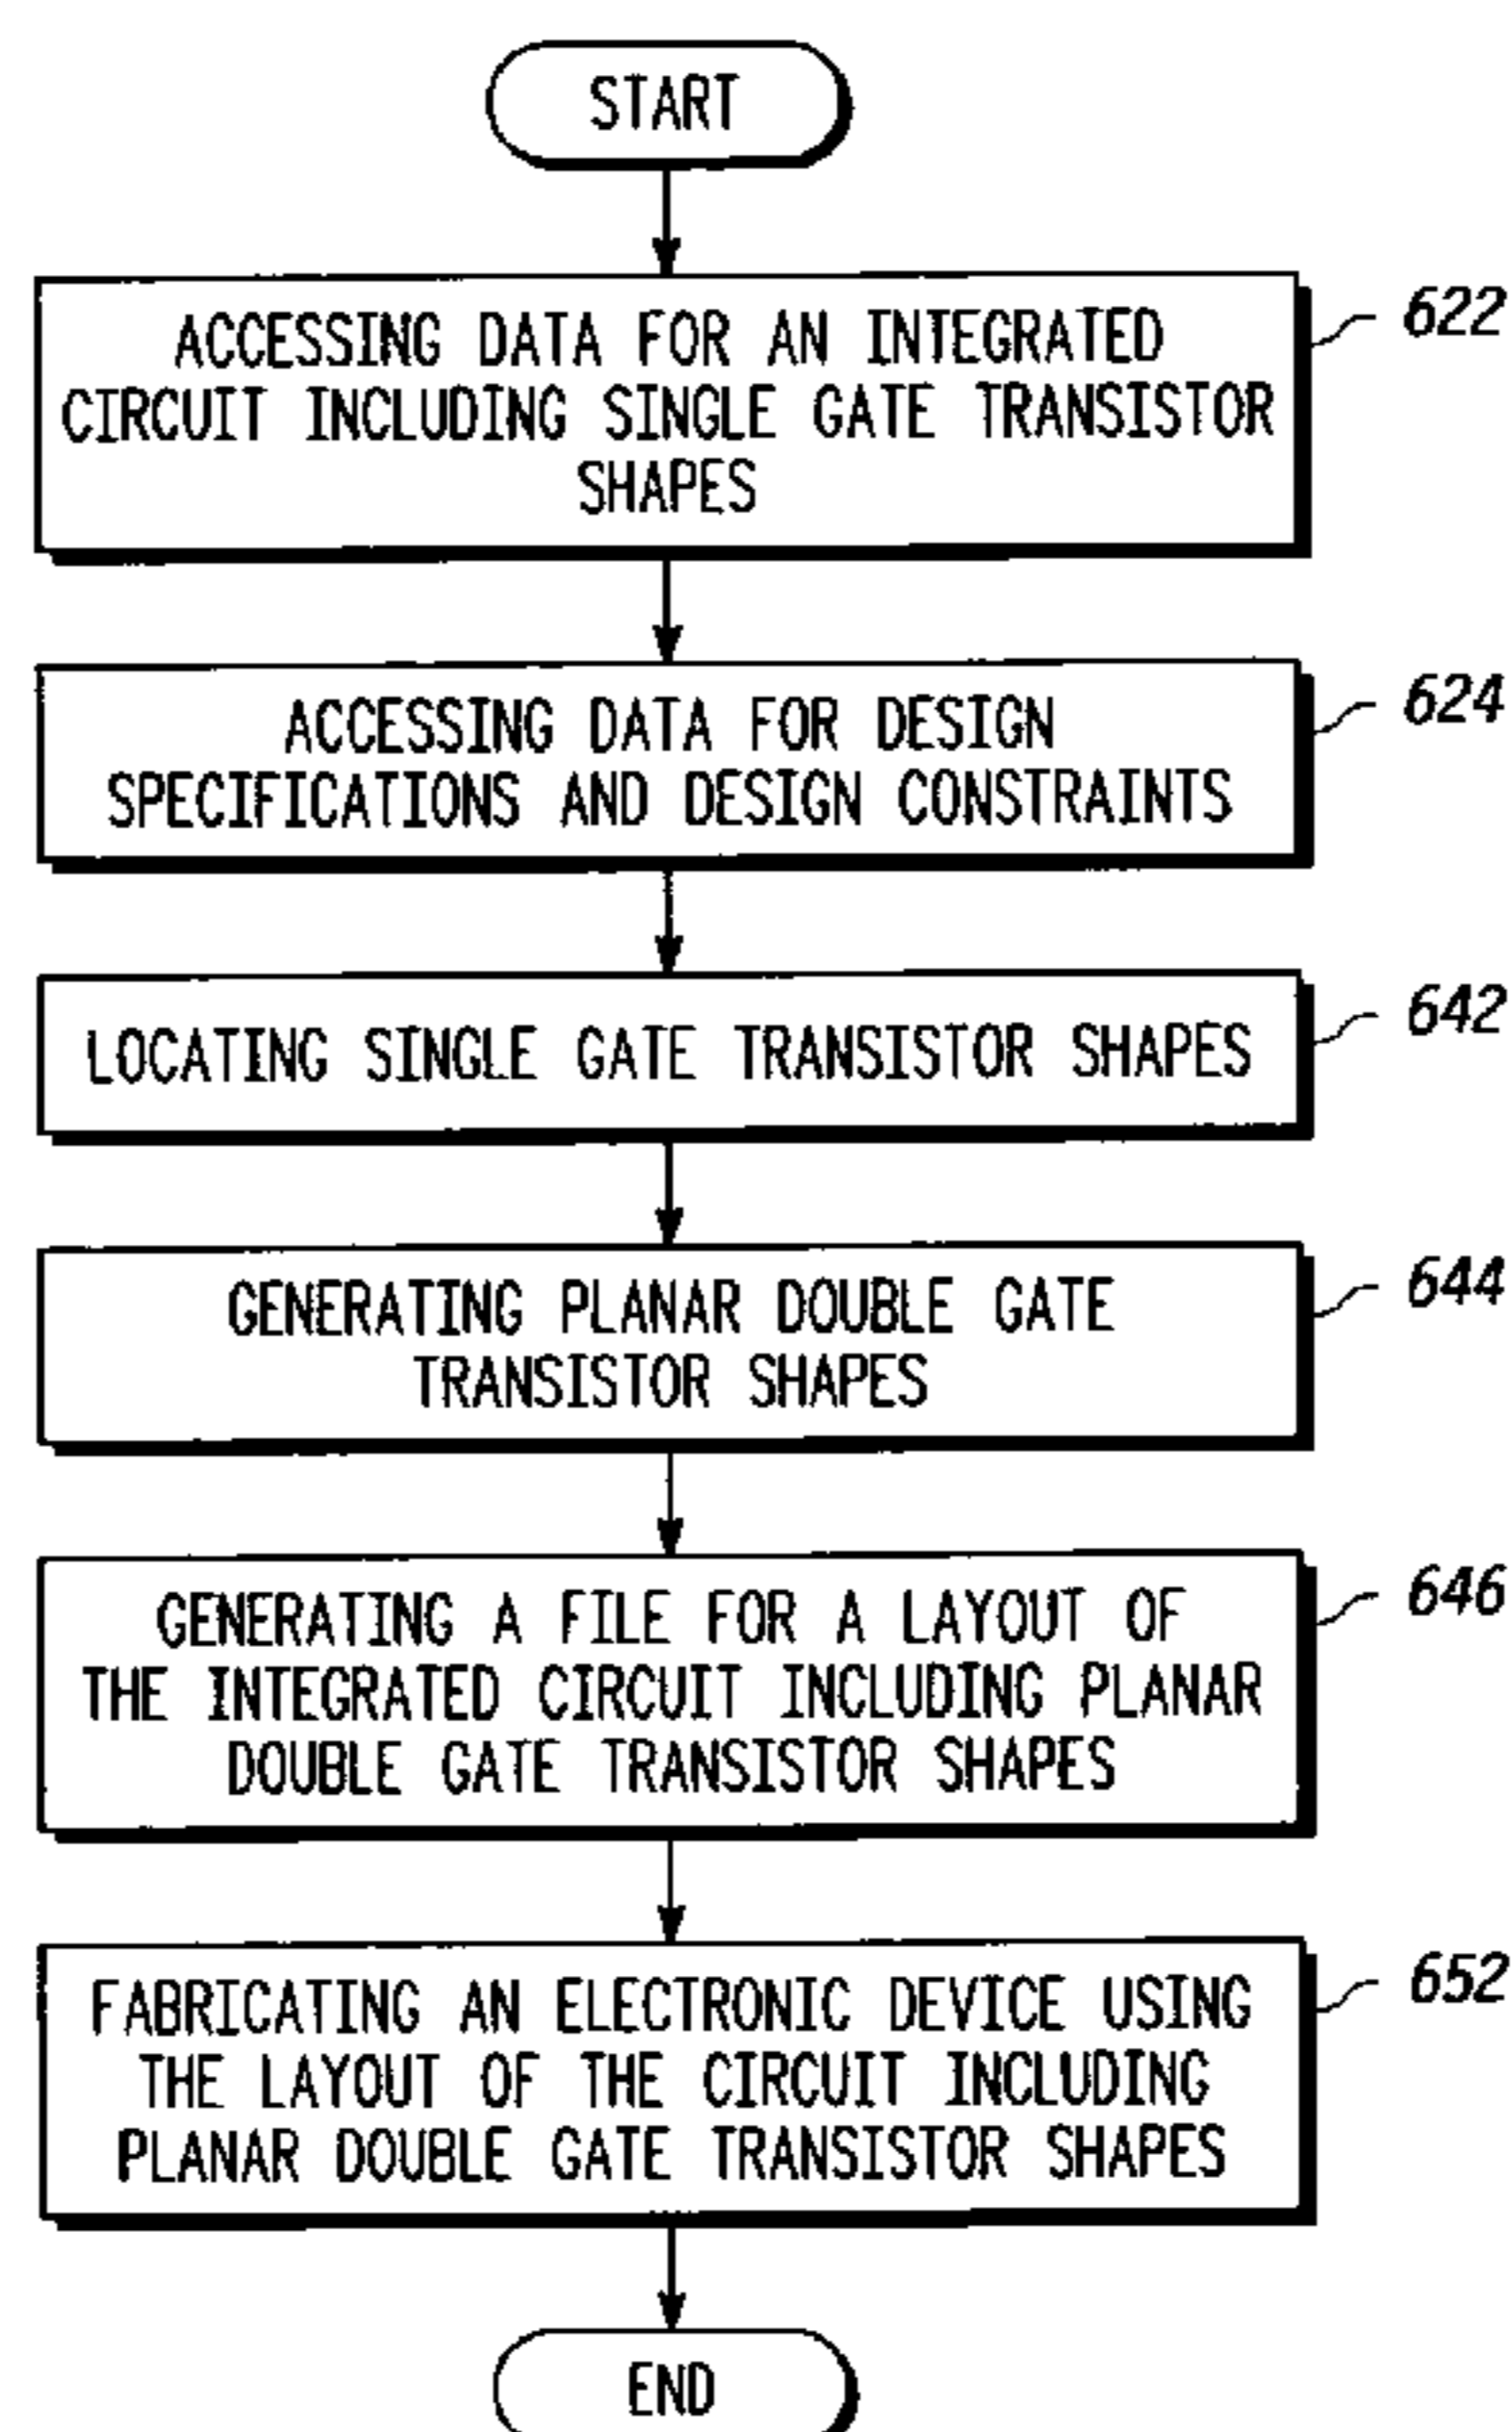 START
ACCESSING DATA FOR AN INTEGRATED
CIRCUIT INCLUDING SINGLE GATE TRANSISTOR
SHAPES
622
ACCESSING DATA FOR DESIGN
SPECIFICATIONS AND DESIGN CONSTRAINTS
624
LOCATING SINGLE GATE TRANSISTOR SHAPES
642
GENERATING PLANAR DOUBLE GATE
TRANSISTOR SHAPES
644
GENERATING A FILE FOR A LAYOUT OF
THE INTEGRATED CIRCUIT INCLUDING PLANAR
DOUBLE GATE TRANSISTOR SHAPES
646
FABRICATING AN ELECTRONIC DEVICE USING
THE LAYOUT OF THE CIRCUIT INCLUDING
PLANAR DOUBLE GATE TRANSISTOR SHAPES
652
END